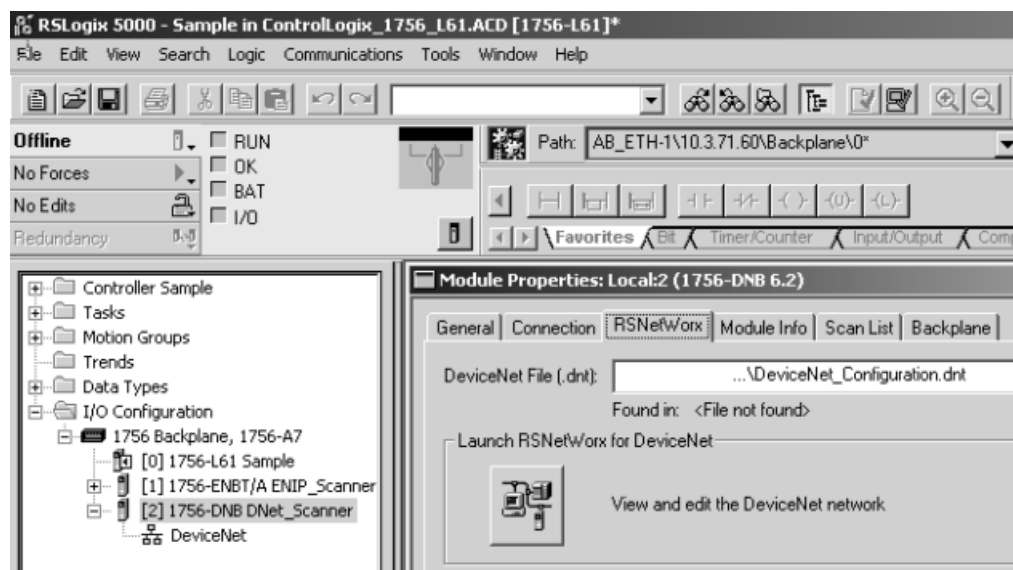 RSLogix 5000 - Sample in ControlLogix_1756_L61.ACD [1756-L61]*
File Edit View Search Logic Communications Tools Window Help
Offline
RUN
No Forces
OK
No Edits
BAT
Redundancy
I/O
Path: AB_ETH-1\10.3.71.60\Backplane\0*
Favorites Bit Timer/Counter Input/Output Com
Controller Sample
Tasks
Motion Groups
Trends
Data Types
I/O Configuration
1756 Backplane, 1756-A7
[0] 1756-L61 Sample
[1] 1756-ENBT/A ENIP_Scanner
[2] 1756-DNB DNet_Scanner
DeviceNet
Module Properties: Local:2 (1756-DNB 6.2)
General Connection RSNetWorx Module Info Scan List Backplane
DeviceNet File (.dnt): ...\DeviceNet_Configuration.dnt
Found in: <File not found>
Launch RSNetWorx for DeviceNet
View and edit the DeviceNet network